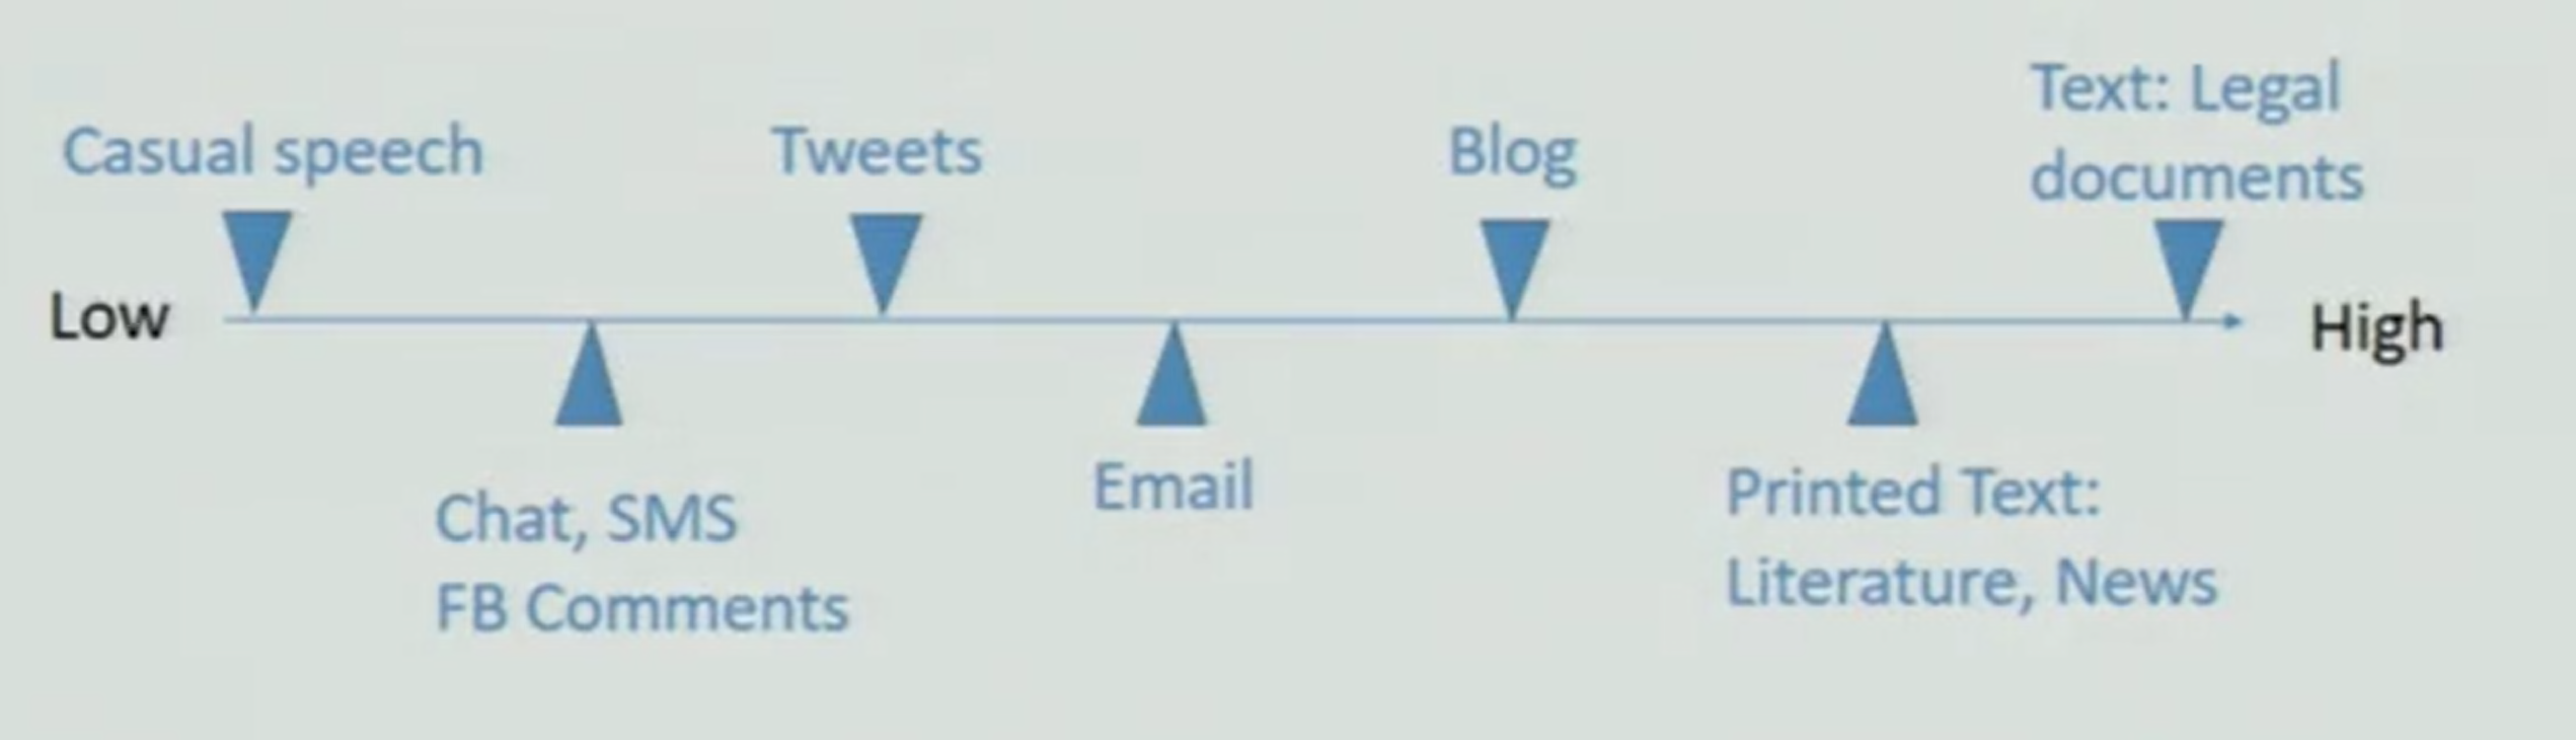 Text: Legal
documents
Casual speech
Tweets
Blog
Low
High
Chat, SMS
FB Comments
Email
Printed Text:
Literature, News